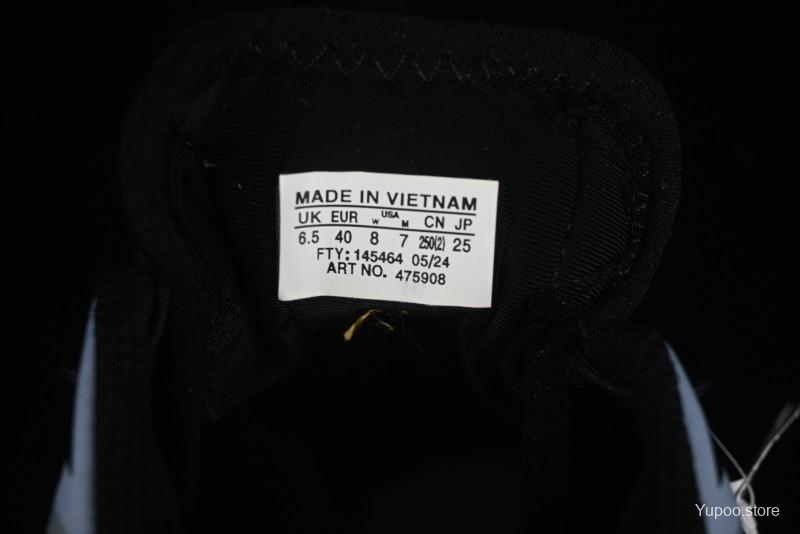 MADE IN VIETNAM
UK EUR W USA M CN JP
6.5 40 8 7 250(2) 25
FTY: 145464 05/24
ART NO. 475908
Yupoo.store